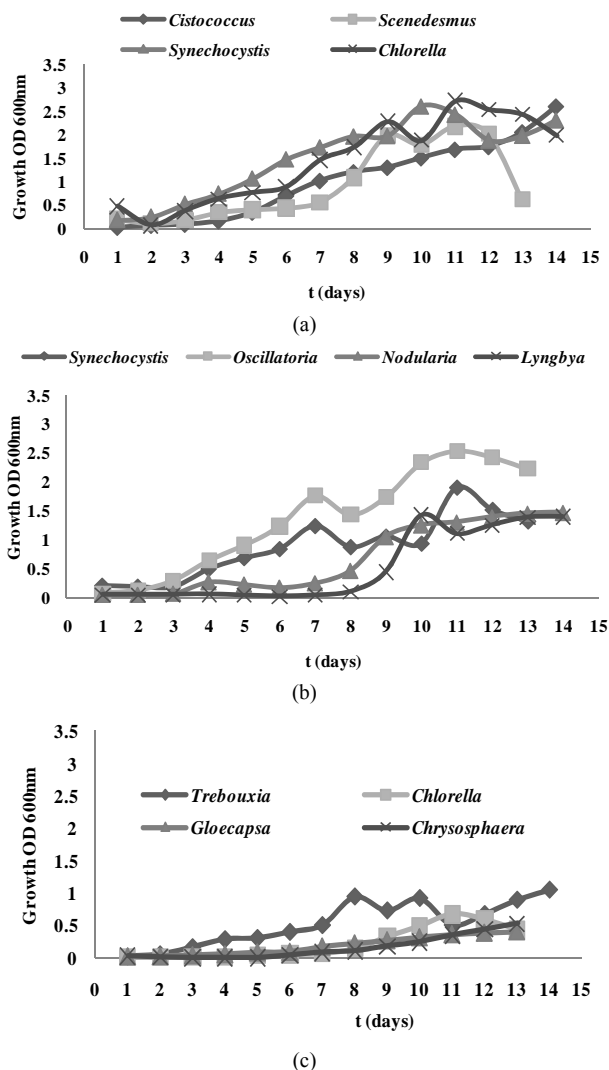 Cistococcus Scenedesmus
Synechocystis Chlorella
3.5
3
2.5
2
1.5
1
0.5
0
Growth OD 600nm
0 1 2 3 4 5 6 7 8 9 10 11 12 13 14 15
t (days)
(a)
Synechocystis Oscillatoria Nodularia Lyngbya
3.5
3
2.5
2
1.5
1
0.5
0
Growth OD 600nm
0 1 2 3 4 5 6 7 8 9 10 11 12 13 14 15
t (days)
(b)
3.5
3
2.5
2
1.5
1
0.5
0
Growth OD 600nm
Trebouxia Chlorella
Gloecapsa Chrysosphaera
0 1 2 3 4 5 6 7 8 9 10 11 12 13 14 15
t (days)
(c)